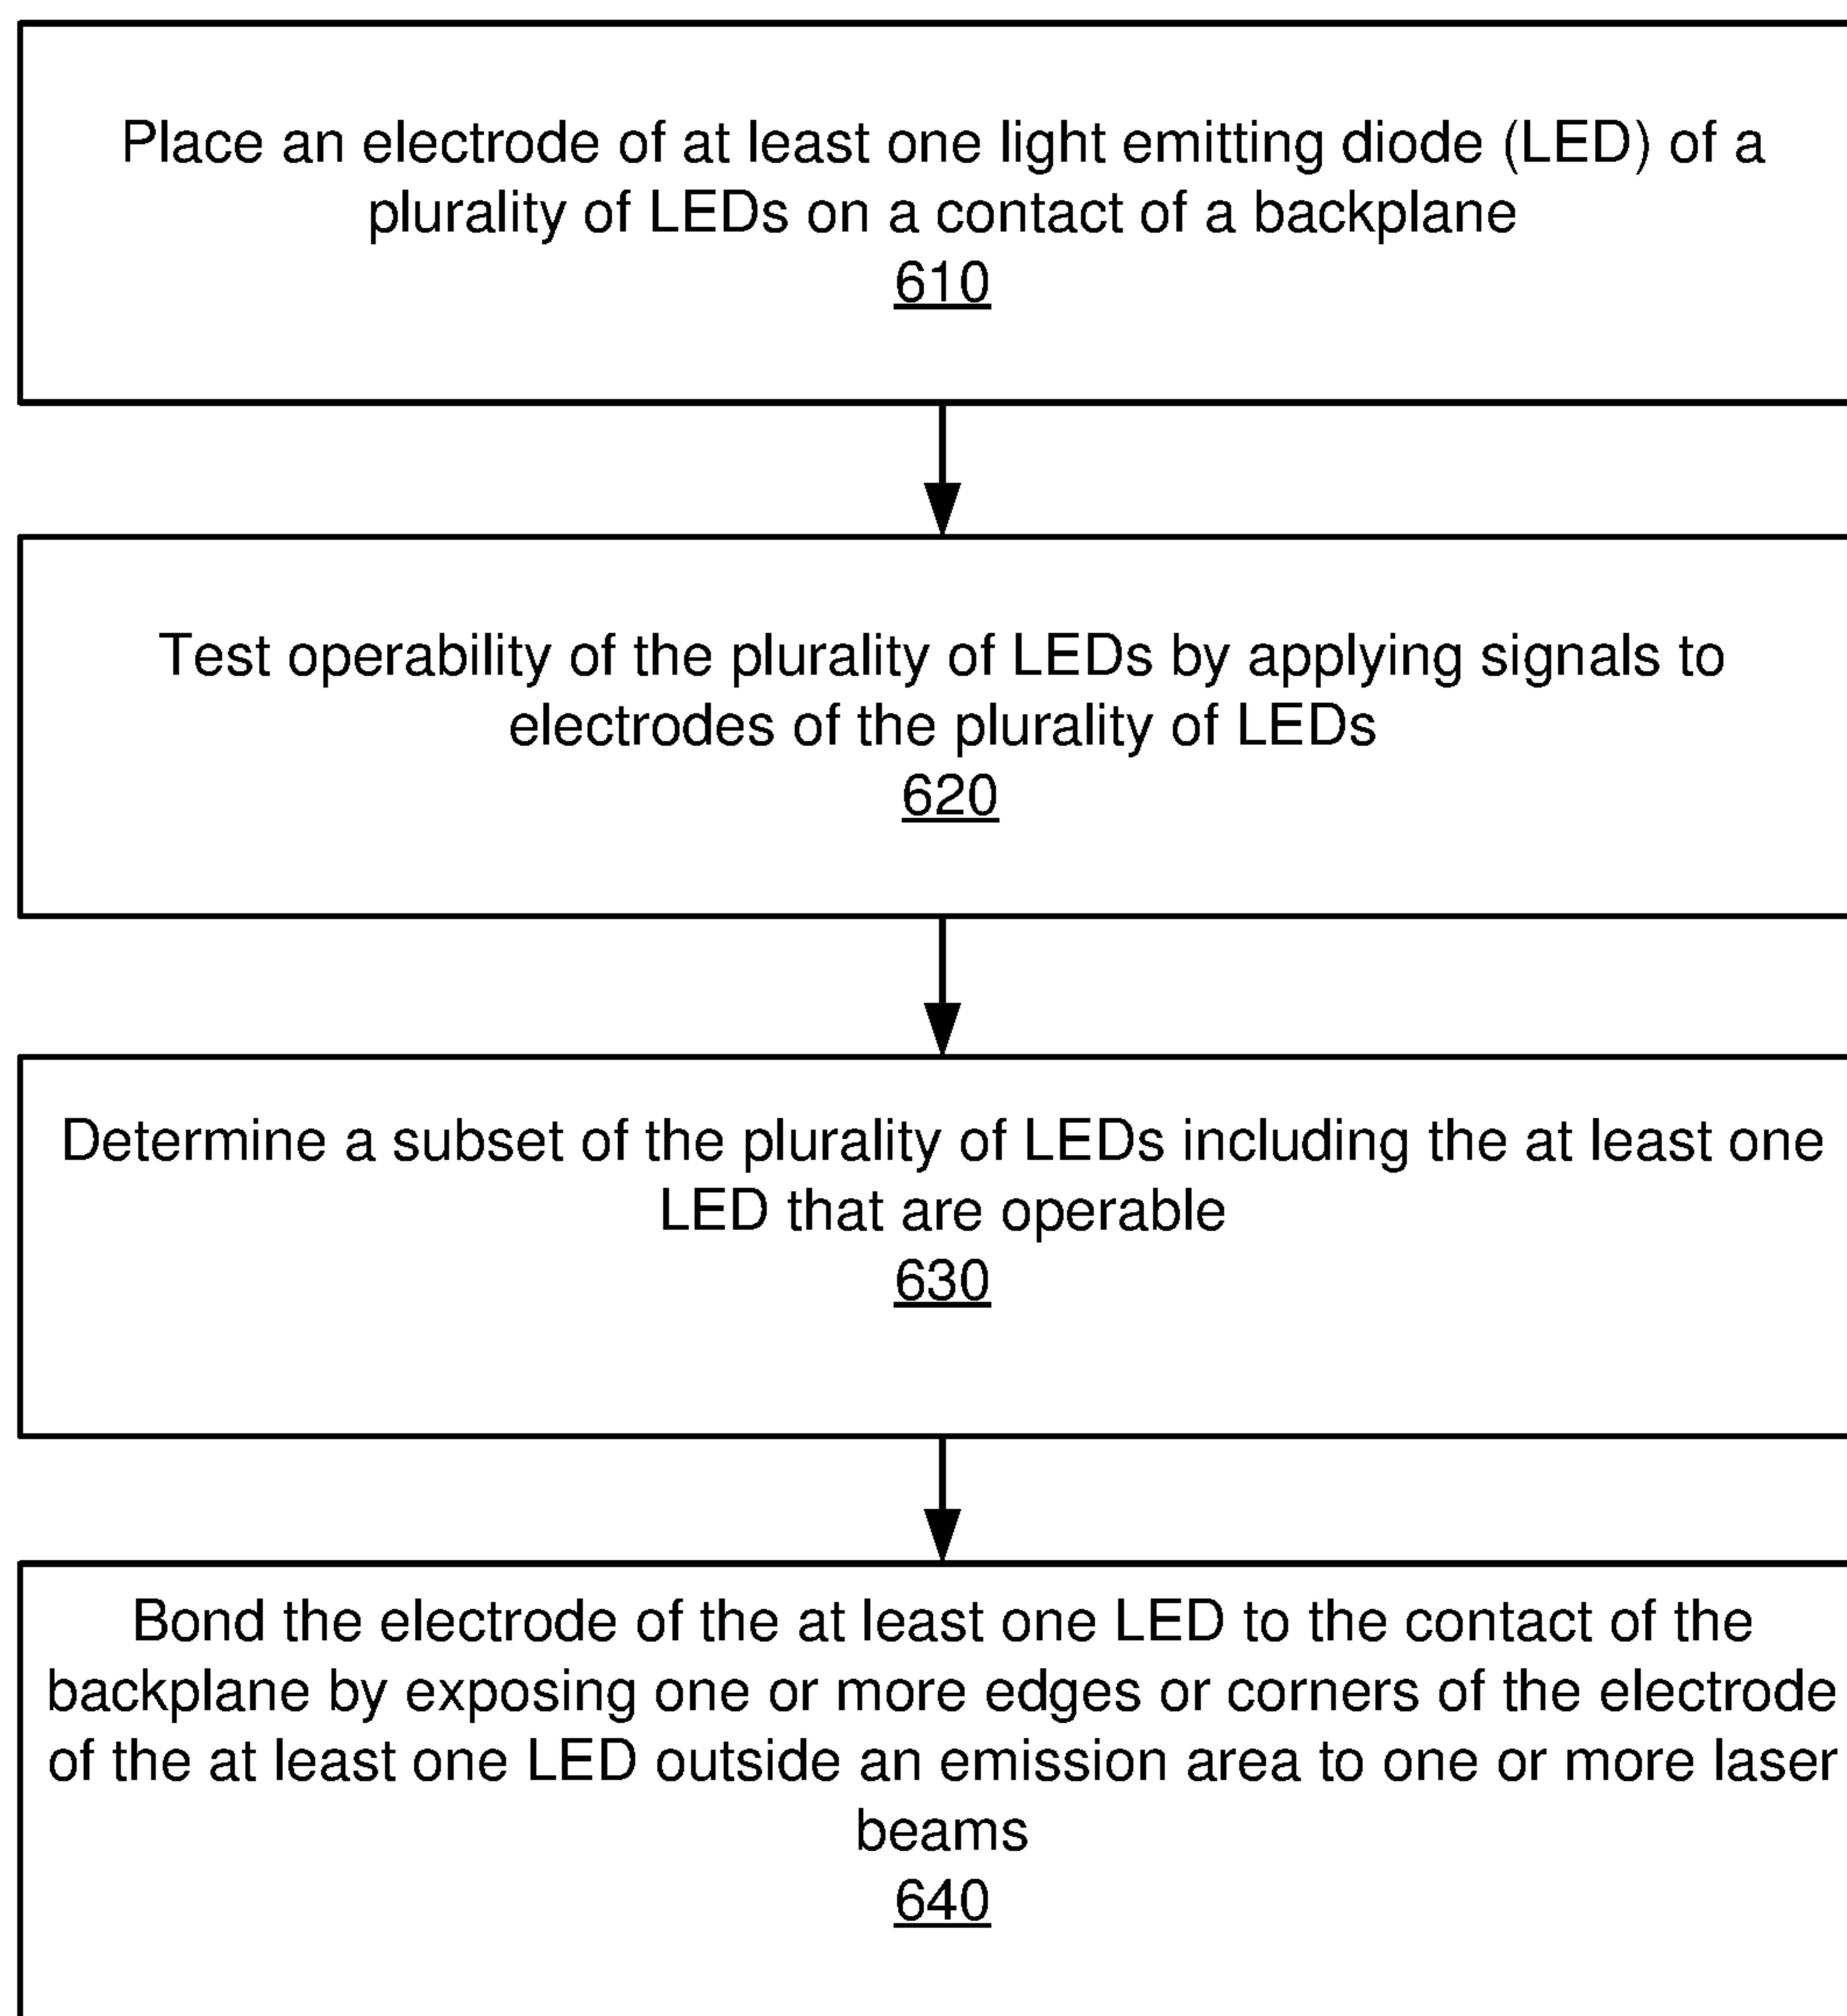 Place an electrode of at least one light emitting diode (LED) of a
plurality of LEDs on a contact of a backplane
610
Test operability of the plurality of LEDs by applying signals to
electrodes of the plurality of LEDs
620
Determine a subset of the plurality of LEDs including the at least one
LED that are operable
630
Bond the electrode of the at least one LED to the contact of the
backplane by exposing one or more edges or corners of the electrode
of the at least one LED outside an emission area to one or more laser
beams
640